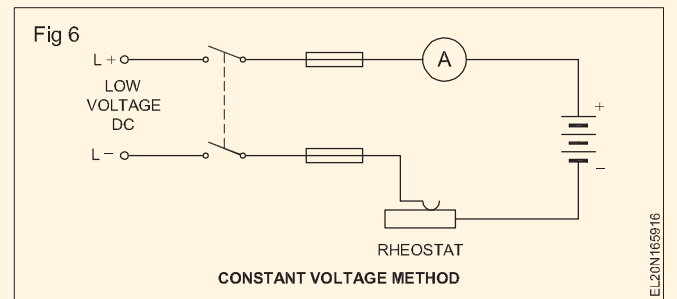 Fig 6
L +
LOW
VOLTAGE
DC
L –
A
+
–
RHEOSTAT
CONSTANT VOLTAGE METHOD
EL20N165916